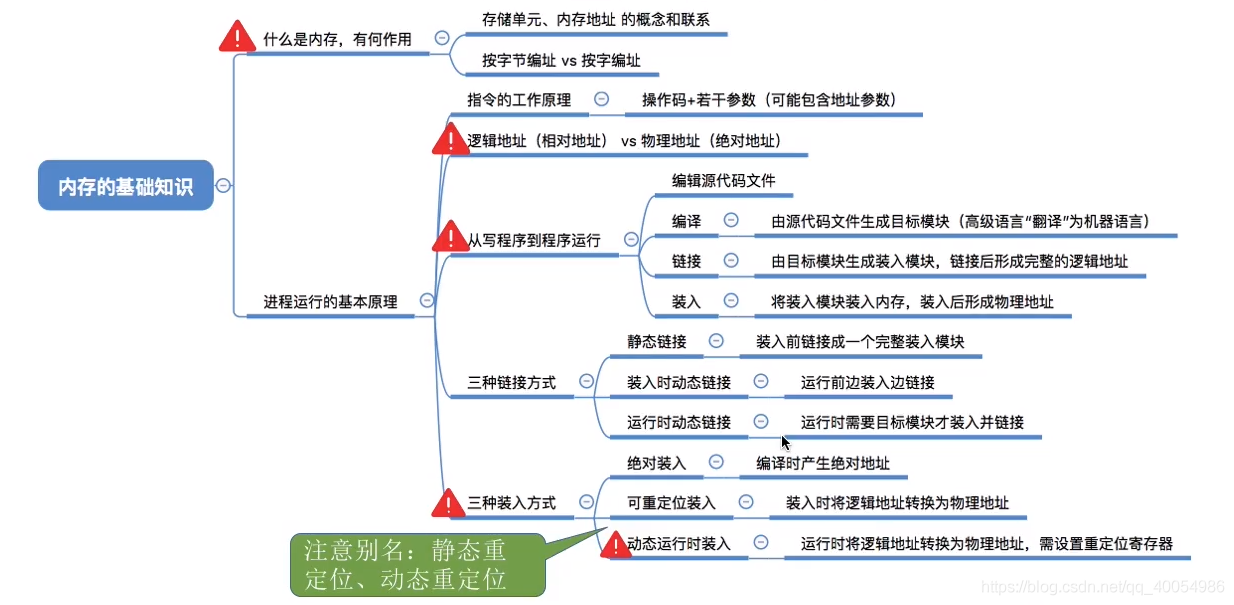 内存的基础知识
什么是内存，有何作用
存储单元、内存地址 的概念和联系
按字节编址 vs 按字编址
进程运行的基本原理
指令的工作原理
操作码+若干参数（可能包含地址参数）
逻辑地址（相对地址） vs 物理地址（绝对地址）
从写程序到程序运行
编辑源代码文件
编译
由源代码文件生成目标模块（高级语言“翻译”为机器语言）
链接
由目标模块生成装入模块，链接后形成完整的逻辑地址
装入
将装入模块装入内存，装入后形成物理地址
三种链接方式
静态链接
装入前链接成一个完整装入模块
装入时动态链接
运行前边装入边链接
运行时动态链接
运行时需要目标模块才装入并链接
三种装入方式
绝对装入
编译时产生绝对地址
可重定位装入
装入时将逻辑地址转换为物理地址
动态运行时装入
运行时将逻辑地址转换为物理地址，需设置重定位寄存器
注意别名：静态重
定位、动态重定位
https://blog.csdn.net/qq_40054986